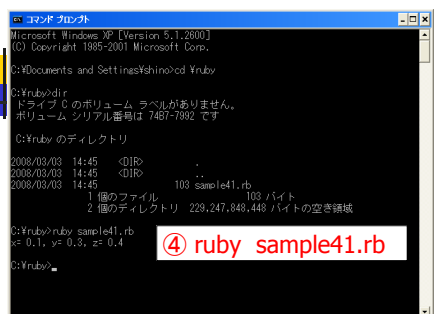 コマンド プロンプト
Microsoft Windows XP [Version 5.1.2600]
(C) Copyright 1985-2001 Microsoft Corp.
C:¥Documents and Settings¥shino>cd ¥ruby
C:¥ruby>dir
ドライブ C のボリューム ラベルがありません。
ボリューム シリアル番号は 74B7-7992 です
C:¥ruby のディレクトリ
2008/03/03 14:45 <DIR> .
2008/03/03 14:45 <DIR> ..
2008/03/03 14:45 103 sample41.rb
1 個のファイル 103 バイト
2 個のディレクトリ 229,247,848,448 バイトの空き領域
C:¥ruby>ruby sample41.rb
x= 0.1, y= 0.3, z= 0.4
④ ruby sample41.rb
C:¥ruby>_